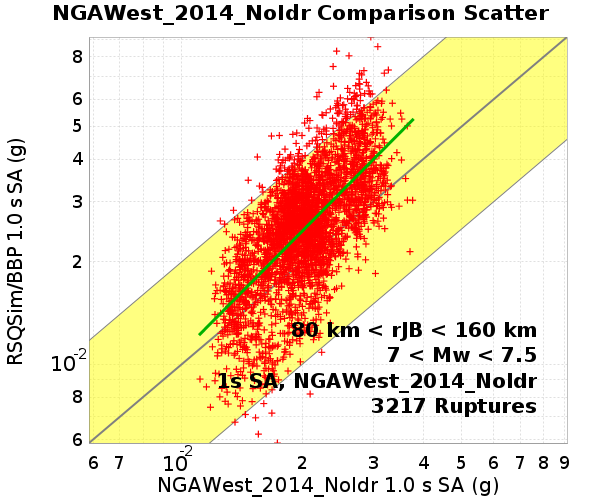 NGAWest_2014_NoIdr Comparison Scatter
RSQSim/BBP 1.0 s SA (g)
8
6
5
4
3
2
10-2
8
6
80 km < rJB < 160 km
7 < Mw < 7.5
1s SA, NGAWest_2014_NoIdr
3217 Ruptures
6 7 10-2 2 3 4 5 6 7 8 9
NGAWest_2014_NoIdr 1.0 s SA (g)